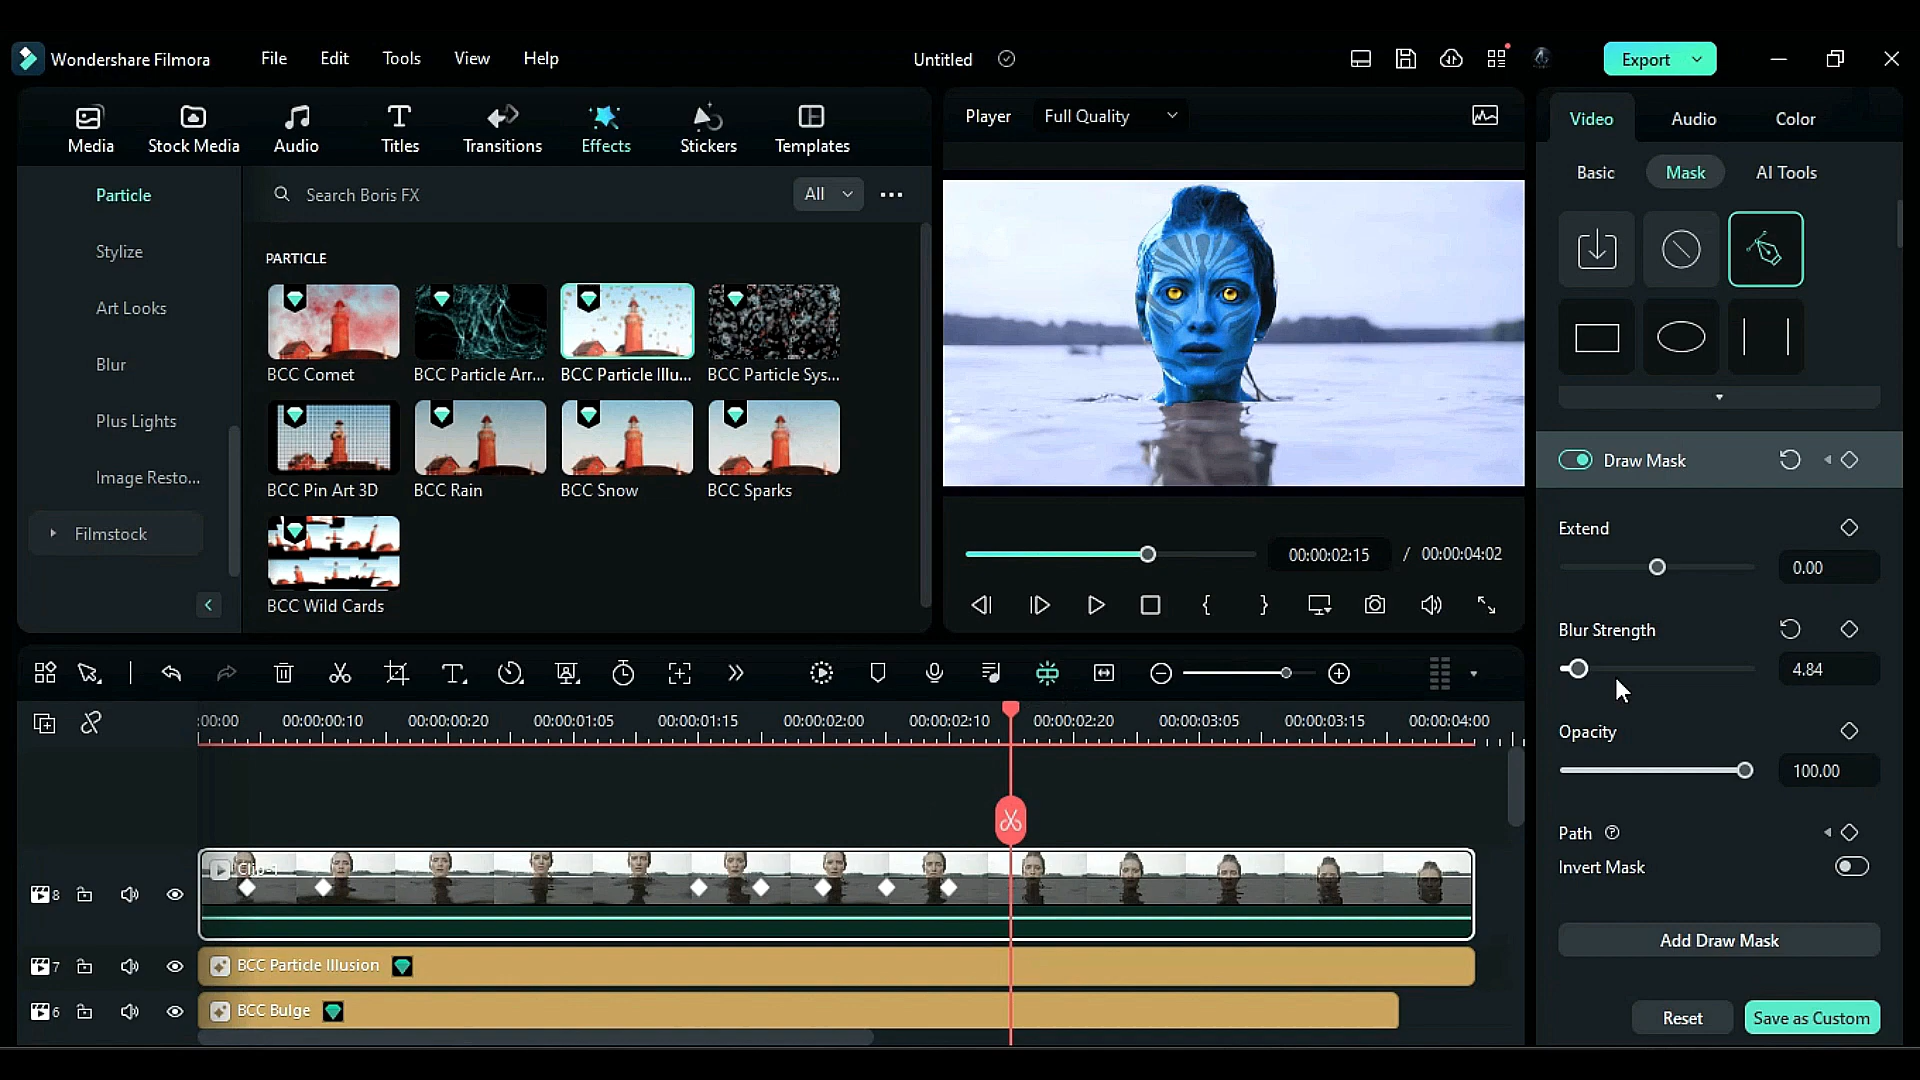 Wondershare Filmora
File
Edit
Tools
View
Help
Untitled
Export
Media
Stock Media
Audio
Titles
Transitions
Effects
Stickers
Templates
Player
Full Quality
Video
Audio
Color
Basic
Mask
AI Tools
Particle
Stylize
Art Looks
Blur
Plus Lights
Image Resto...
Filmstock
Search Boris FX
All
PARTICLE
BCC Comet
BCC Particle Arr...
BCC Particle Illu...
BCC Particle Sys...
BCC Pin Art 3D
BCC Rain
BCC Snow
BCC Sparks
BCC Wild Cards
00:00:02:15 / 00:00:04:02
Draw Mask
Extend
0.00
Blur Strength
4.84
Opacity
100.00
Path
Invert Mask
Add Draw Mask
Reset
Save as Custom
:00:00
00:00:00:10
00:00:00:20
00:00:01:05
00:00:01:15
00:00:02:00
00:00:02:10
00:00:02:20
00:00:03:05
00:00:03:15
00:00:04:00
8
Clip-1
7
BCC Particle Illusion
6
BCC Bulge